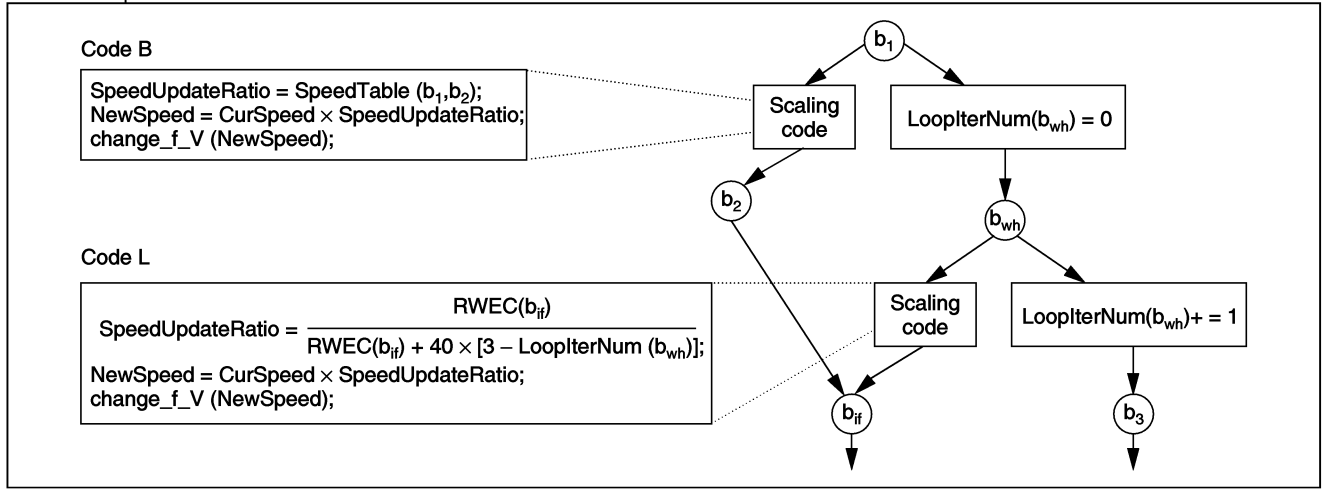 Code B
SpeedUpdateRatio = SpeedTable (b1,b2);
NewSpeed = CurSpeed × SpeedUpdateRatio;
change_f_V (NewSpeed);
b1
Scaling
code
LoopIterNum(bwh) = 0
b2
bwh
Code L
SpeedUpdateRatio =
RWEC(bif)
RWEC(bif) + 40 × [3 – LoopIterNum (bwh)];
NewSpeed = CurSpeed × SpeedUpdateRatio;
change_f_V (NewSpeed);
Scaling
code
LoopIterNum(bwh)+ = 1
bif
b3